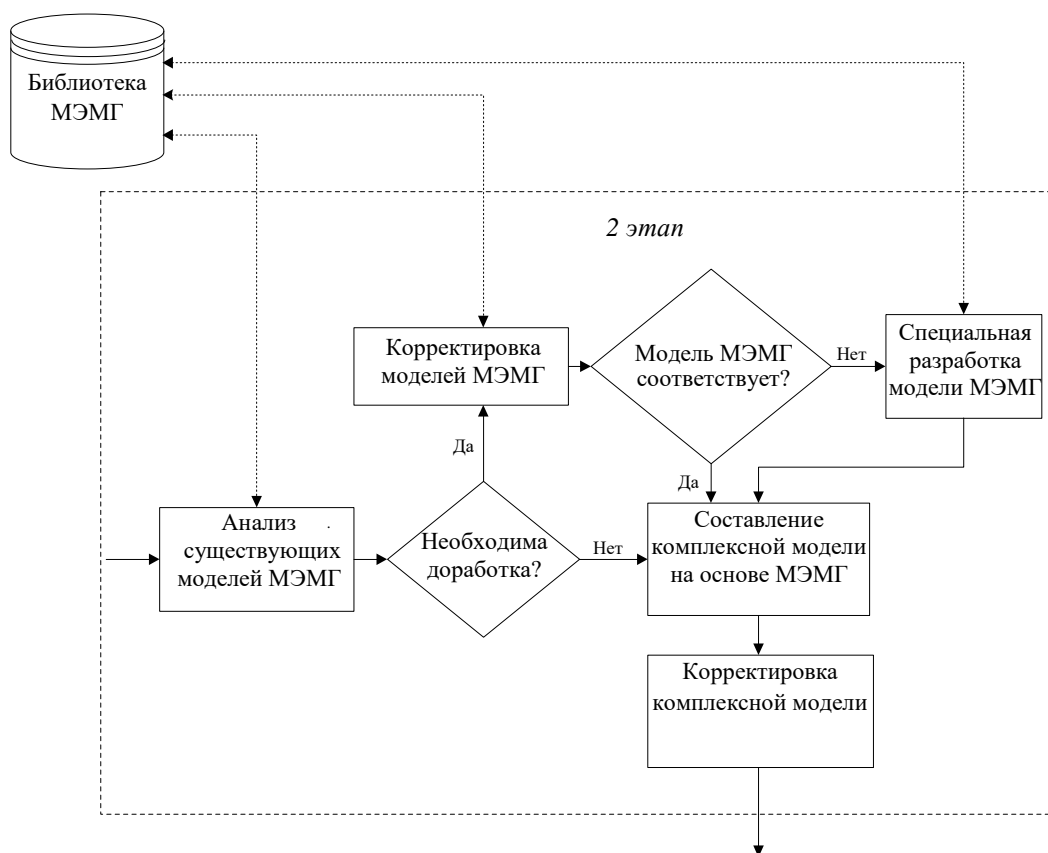 Библиотека
МЭМГ
2 этап
Корректировка
моделей МЭМГ
Модель МЭМГ
соответствует?
Нет
Специальная
разработка
модели МЭМГ
Да
Да
Анализ
существующих
моделей МЭМГ
Необходима
доработка?
Нет
Составление
комплексной модели
на основе МЭМГ
Корректировка
комплексной модели